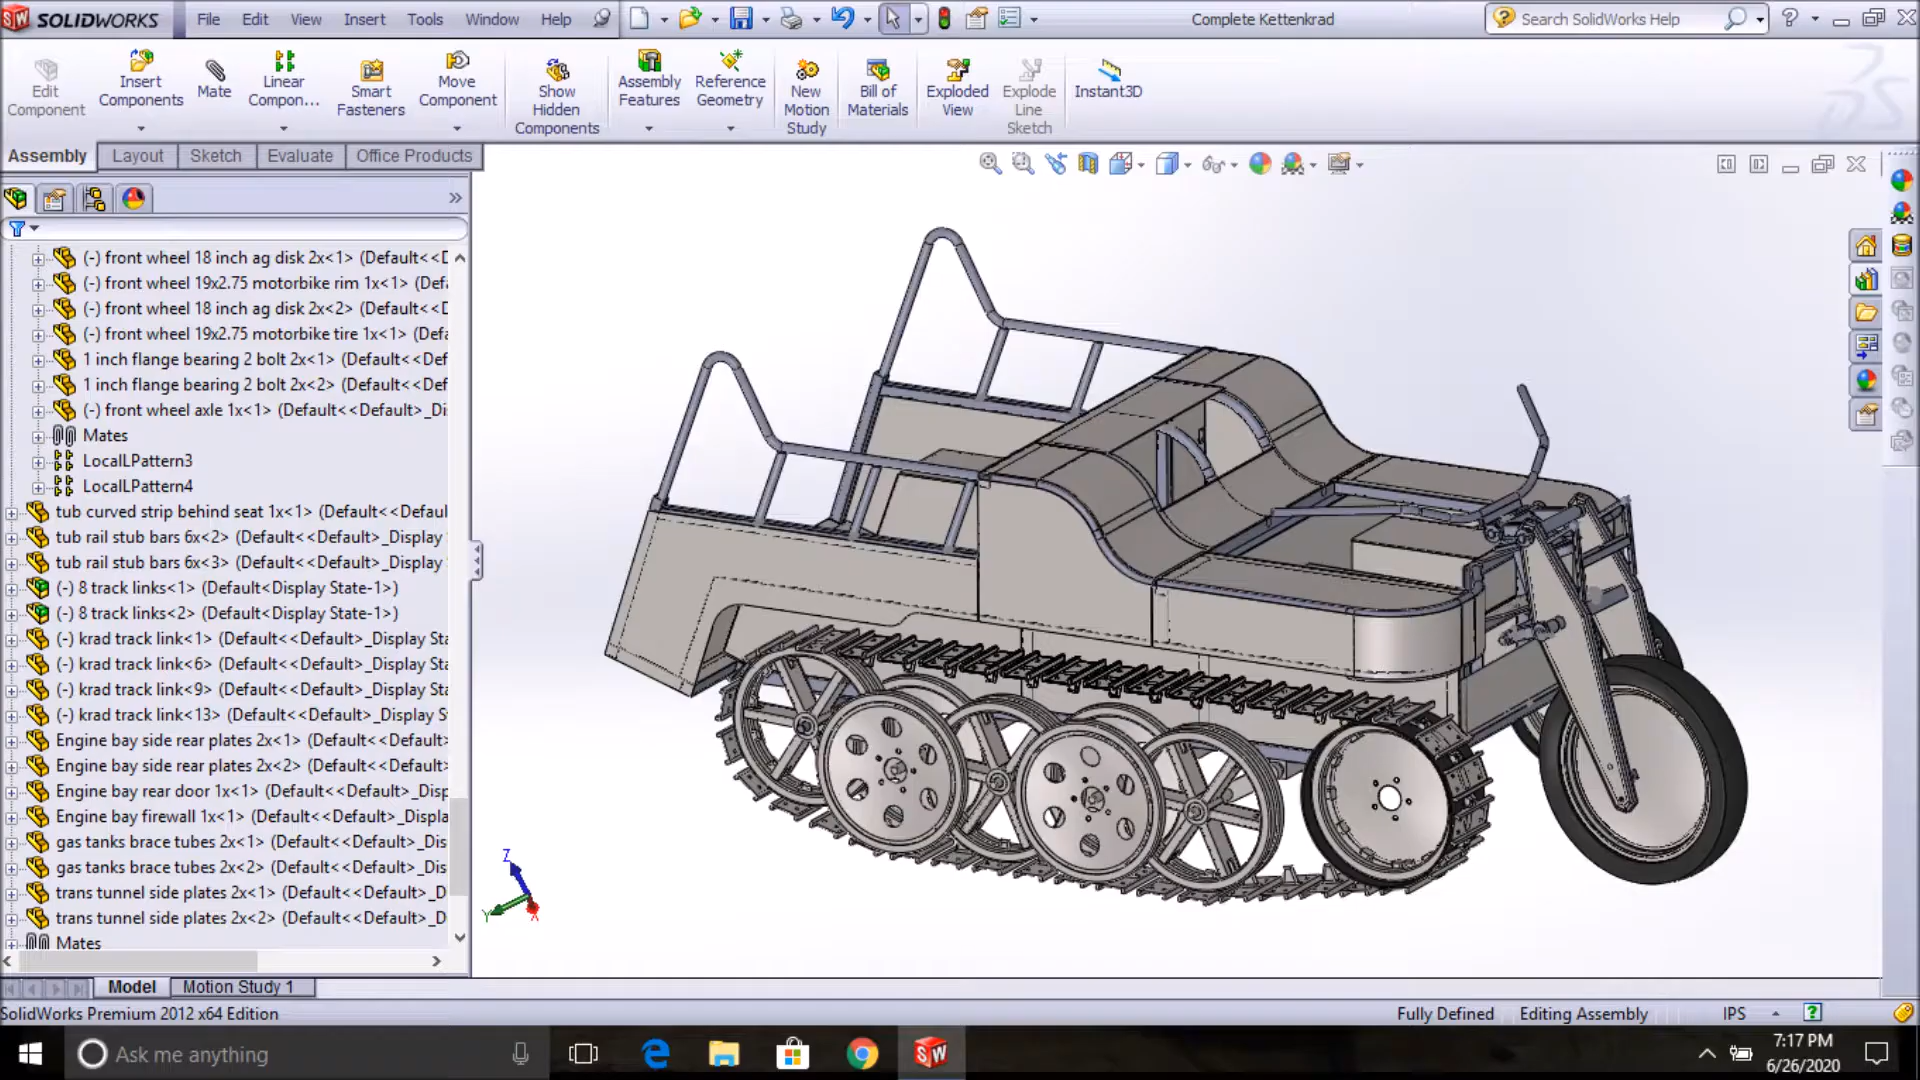 SOLIDWORKS File Edit View Insert Tools Window Help Complete Kettenkrad Search SolidWorks Help
Edit Component
Insert Components
Mate
Linear Compon...
Smart Fasteners
Move Component
Show Hidden Components
Assembly Features
Reference Geometry
New Motion Study
Bill of Materials
Exploded View
Explode Line Sketch
Instant3D
Assembly Layout Sketch Evaluate Office Products
(-) front wheel 18 inch ag disk 2x<1> (Default<<D
(-) front wheel 19x2.75 motorbike rim 1x<1> (Defa
(-) front wheel 18 inch ag disk 2x<2> (Default<<D
(-) front wheel 19x2.75 motorbike tire 1x<1> (Defa
1 inch flange bearing 2 bolt 2x<1> (Default<<Def
1 inch flange bearing 2 bolt 2x<2> (Default<<Def
(-) front wheel axle 1x<1> (Default<<Default>_Di
Mates
LocalLPattern3
LocalLPattern4
tub curved strip behind seat 1x<1> (Default<<Defaul
tub rail stub bars 6x<2> (Default<<Default>_Display
tub rail stub bars 6x<3> (Default<<Default>_Display
(-) 8 track links<1> (Default<Display State-1>)
(-) 8 track links<2> (Default<Display State-1>)
(-) krad track link<1> (Default<<Default>_Display Sta
(-) krad track link<6> (Default<<Default>_Display Sta
(-) krad track link<9> (Default<<Default>_Display Sta
(-) krad track link<13> (Default<<Default>_Display S
Engine bay side rear plates 2x<1> (Default<<Default>
Engine bay side rear plates 2x<2> (Default<<Default>
Engine bay rear door 1x<1> (Default<<Default>_Disp
Engine bay firewall 1x<1> (Default<<Default>_Displa
gas tanks brace tubes 2x<1> (Default<<Default>_Dis
gas tanks brace tubes 2x<2> (Default<<Default>_Dis
trans tunnel side plates 2x<1> (Default<<Default>_D
trans tunnel side plates 2x<2> (Default<<Default>_D
Mates
Z
Y
X
Model Motion Study 1
SolidWorks Premium 2012 x64 Edition Fully Defined Editing Assembly IPS
Ask me anything
7:17 PM
6/26/2020